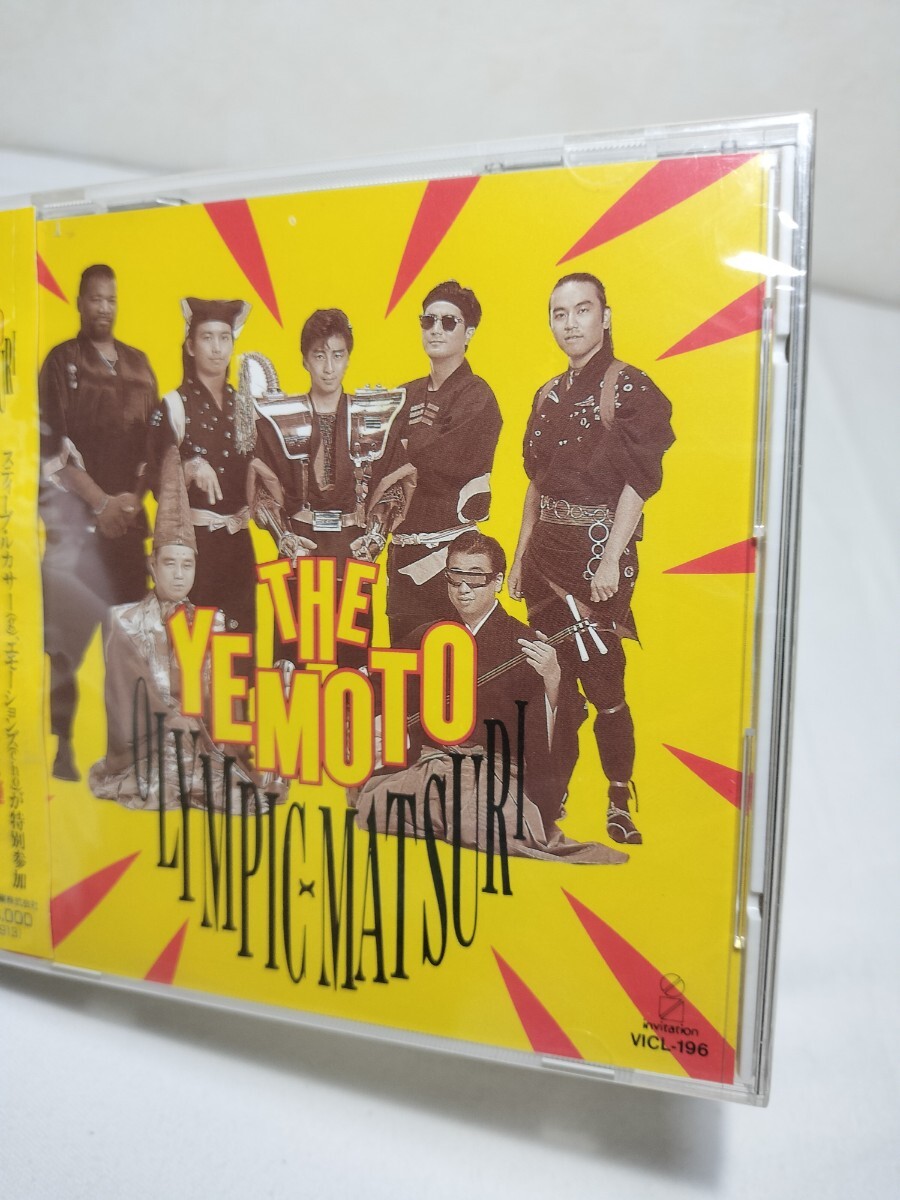 スティーブ・ルカサー(g)、エモーションズ(cho)が特別参加
THE
YEMOTO
OLYMPIC-MATSURI
invitation
VICL-196